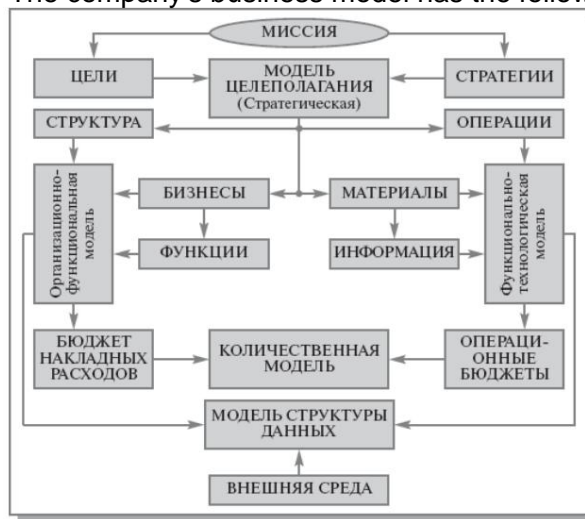 The company's business model has the follow
МИССИЯ
ЦЕЛИ
МОДЕЛЬ
ЦЕЛЕПОЛАГАНИЯ
(Стратегическая)
СТРАТЕГИИ
СТРУКТУРА
ОПЕРАЦИИ
Организационно-
функциональная
модель
БИЗНЕСЫ
МАТЕРИАЛЫ
Функционально-
технологическая
модель
ФУНКЦИИ
ИНФОРМАЦИЯ
БЮДЖЕТ
НАКЛАДНЫХ
РАСХОДОВ
КОЛИЧЕСТВЕННАЯ
МОДЕЛЬ
ОПЕРАЦИ-
ОННЫЕ
БЮДЖЕТЫ
МОДЕЛЬ СТРУКТУРЫ
ДАННЫХ
ВНЕШНЯЯ СРЕДА